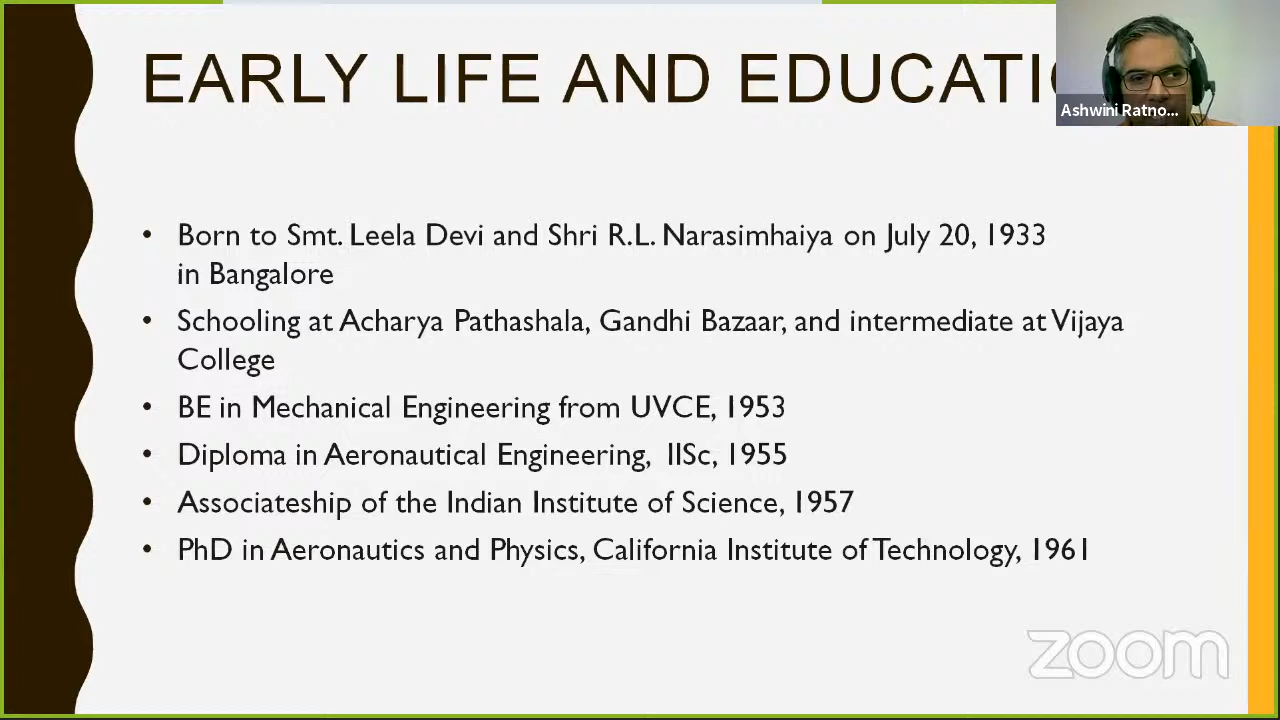 EARLY LIFE AND EDUCATI
Ashwini Ratno...
• Born to Smt. Leela Devi and Shri R.L. Narasimhaiya on July 20, 1933
in Bangalore
• Schooling at Acharya Pathashala, Gandhi Bazaar, and intermediate at Vijaya
College
• BE in Mechanical Engineering from UVCE, 1953
• Diploma in Aeronautical Engineering, IISc, 1955
• Associateship of the Indian Institute of Science, 1957
• PhD in Aeronautics and Physics, California Institute of Technology, 1961
zoom